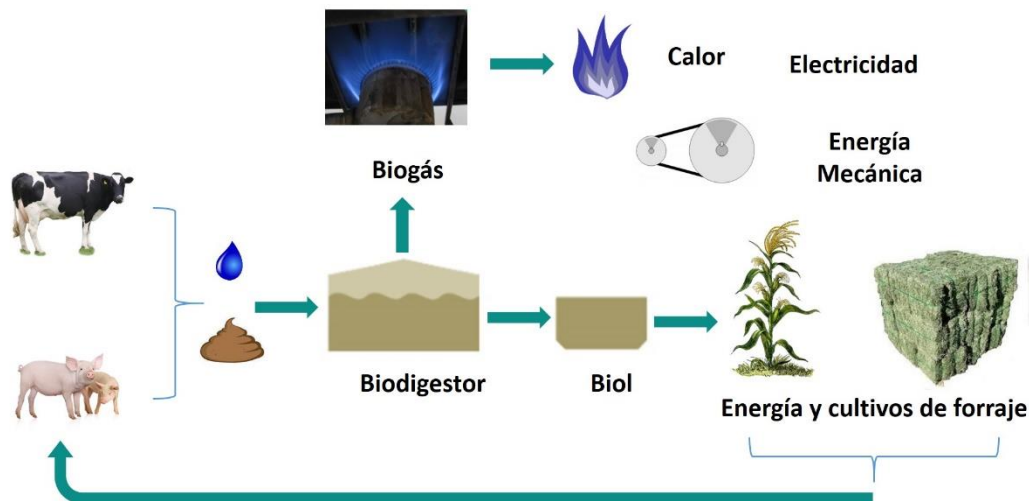 Calor
Electricidad
Energía
Mecánica
Biogás
Biodigestor
Biol
Energía y cultivos de forraje